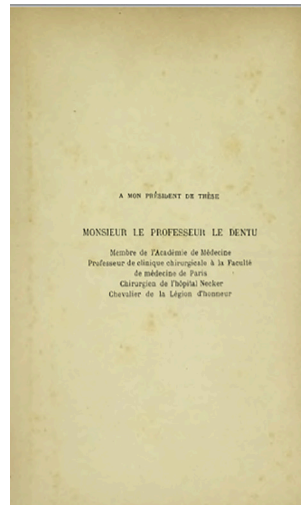 A MON PRÉSIDENT DE THÈSE
MONSIEUR LE PROFESSEUR LE DENTU
Membre de l'Académie de Médecine
Professeur de clinique chirurgicale à la Faculté
de médecine de Paris
Chirurgien de l'hôpital Necker
Chevalier de la Légion d'honneur